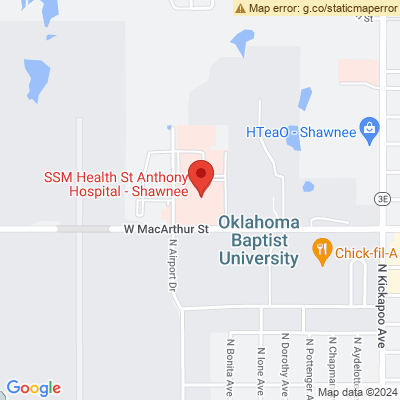 Map error: g.co/staticmaperror
St
HTeaO - Shawnee
SSM Health St Anthony
Hospital - Shawnee
3E
W MacArthur St
Oklahoma
Baptist
University
N Airport Dr
Chick-fil-A
N Kickapoo Ave
N Bonita Ave
N Ione Ave
N Dorothy Ave
N Pottenger Ave
N Chapman
N Aydelotte
Google
Map data ©2024